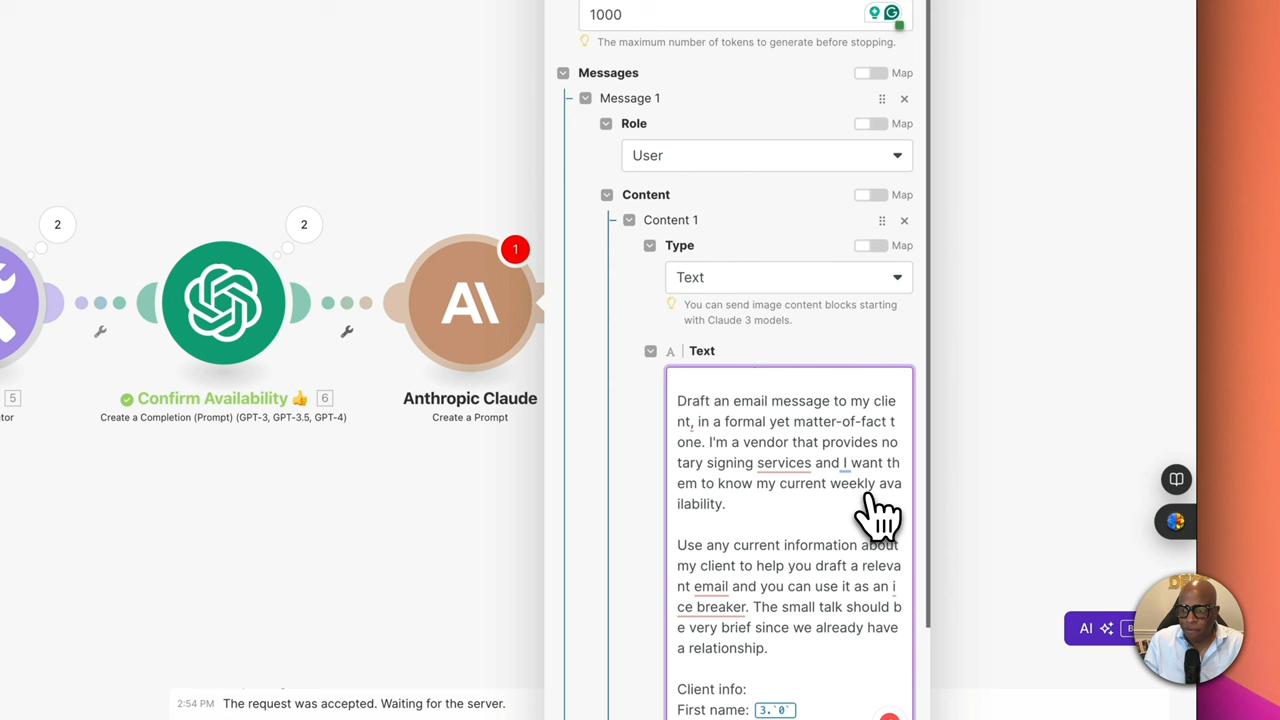 1000
The maximum number of tokens to generate before stopping.
Messages
Map
Message 1
Role
Map
User
Content
Map
Content 1
Type
Map
Text
You can send image content blocks starting
with Claude 3 models.
A
Text
Draft an email message to my clie
nt, in a formal yet matter-of-fact t
one. I'm a vendor that provides no
tary signing services and I want th
em to know my current weekly ava
ilability.
Use any current information about
my client to help you draft a releva
nt email and you can use it as an i
ce breaker. The small talk should b
e very brief since we already have
a relationship.
Client info:
First name: 3.`0`
2
2
1
5
tor
Confirm Availability 👍 6
Create a Completion (Prompt) (GPT-3, GPT-3.5, GPT-4)
A\
Anthropic Claude
Create a Prompt
AI
2:54 PM The request was accepted. Waiting for the server.